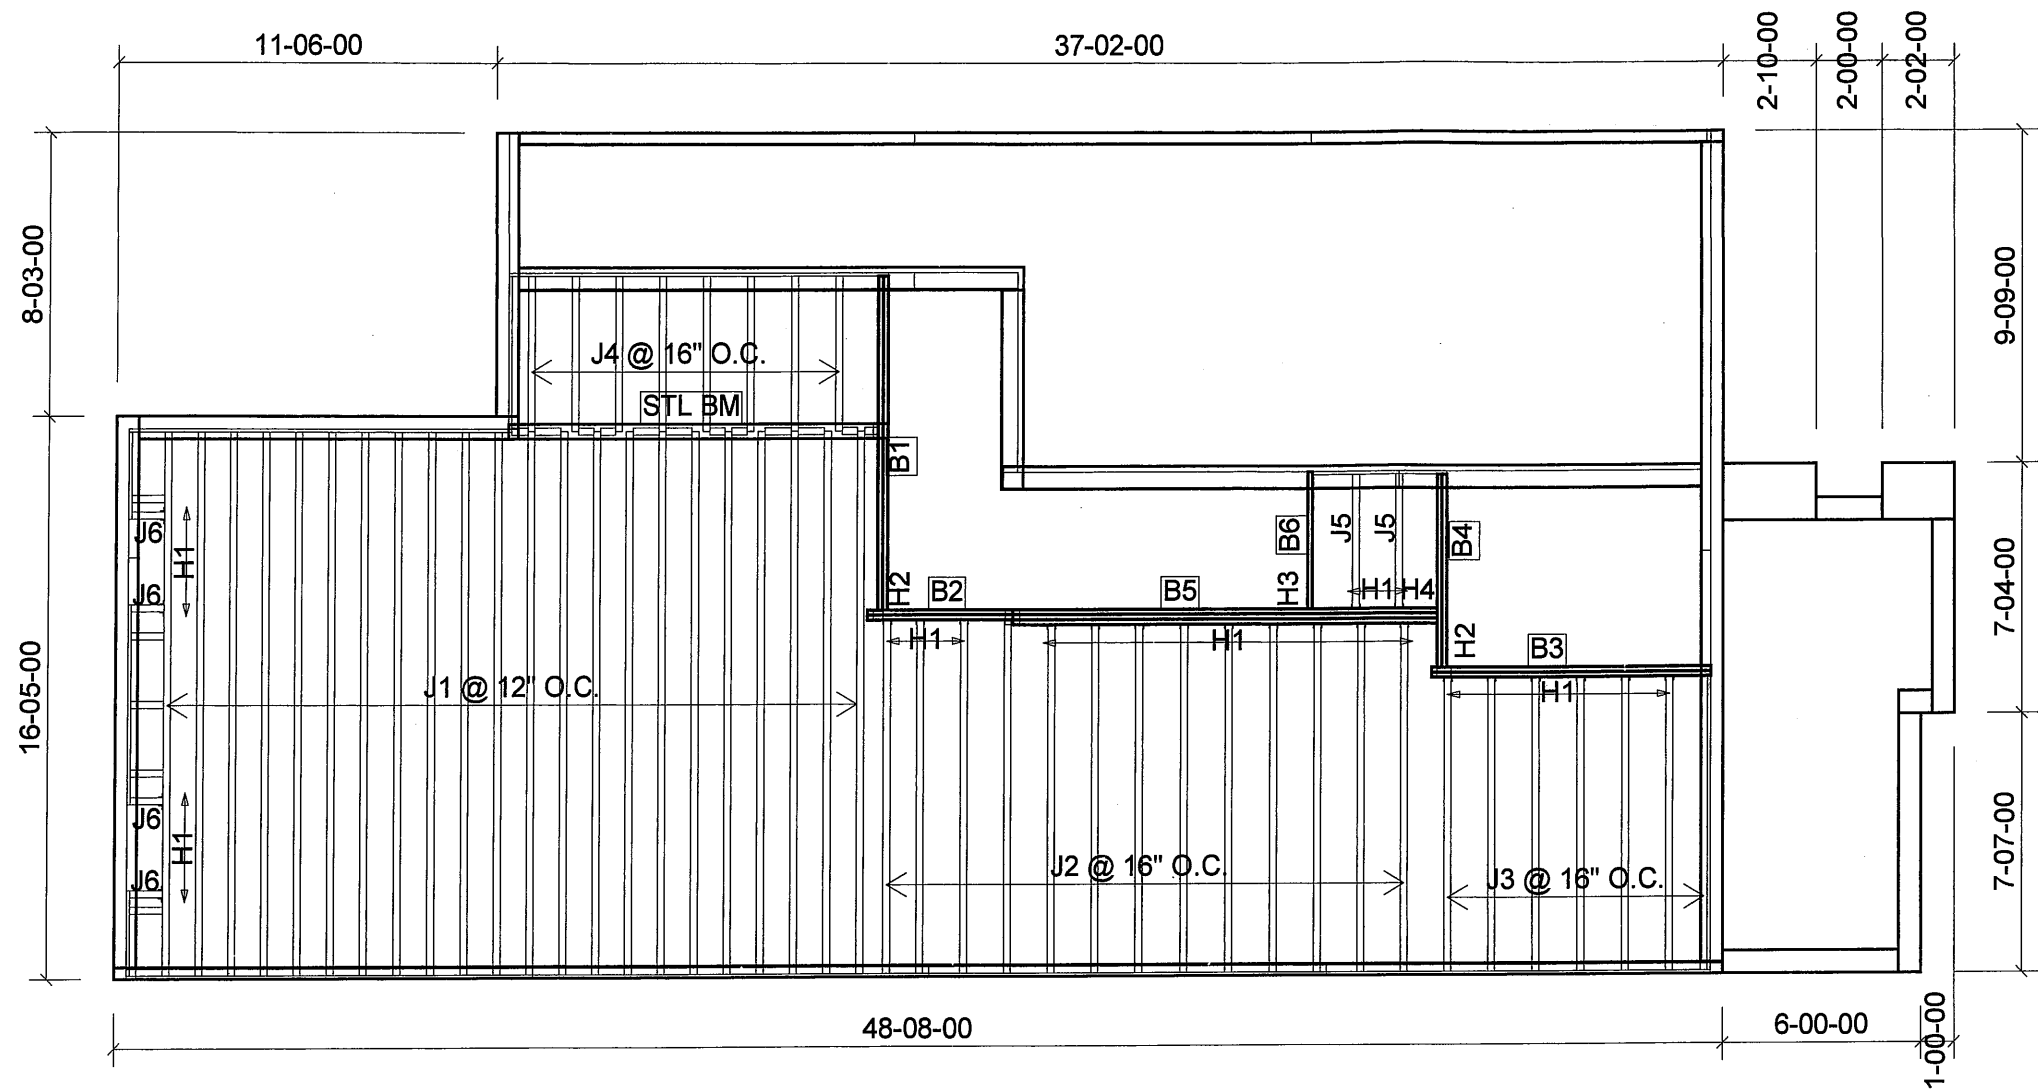 11-06-00
37-02-00
2-10-00
2-00-00
2-02-00
8-03-00
9-09-00
J4 @ 16" O.C.
STL BM
B1
J6
H1
J6
H2
B2
B5
B6
H3
J5
J5
H1
H4
B4
H1
H1
H2
B3
H1
7-04-00
16-05-00
J1 @ 12" O.C.
J6
H1
J6
J2 @ 16" O.C.
J3 @ 16" O.C.
7-07-00
48-08-00
6-00-00
1-00-00